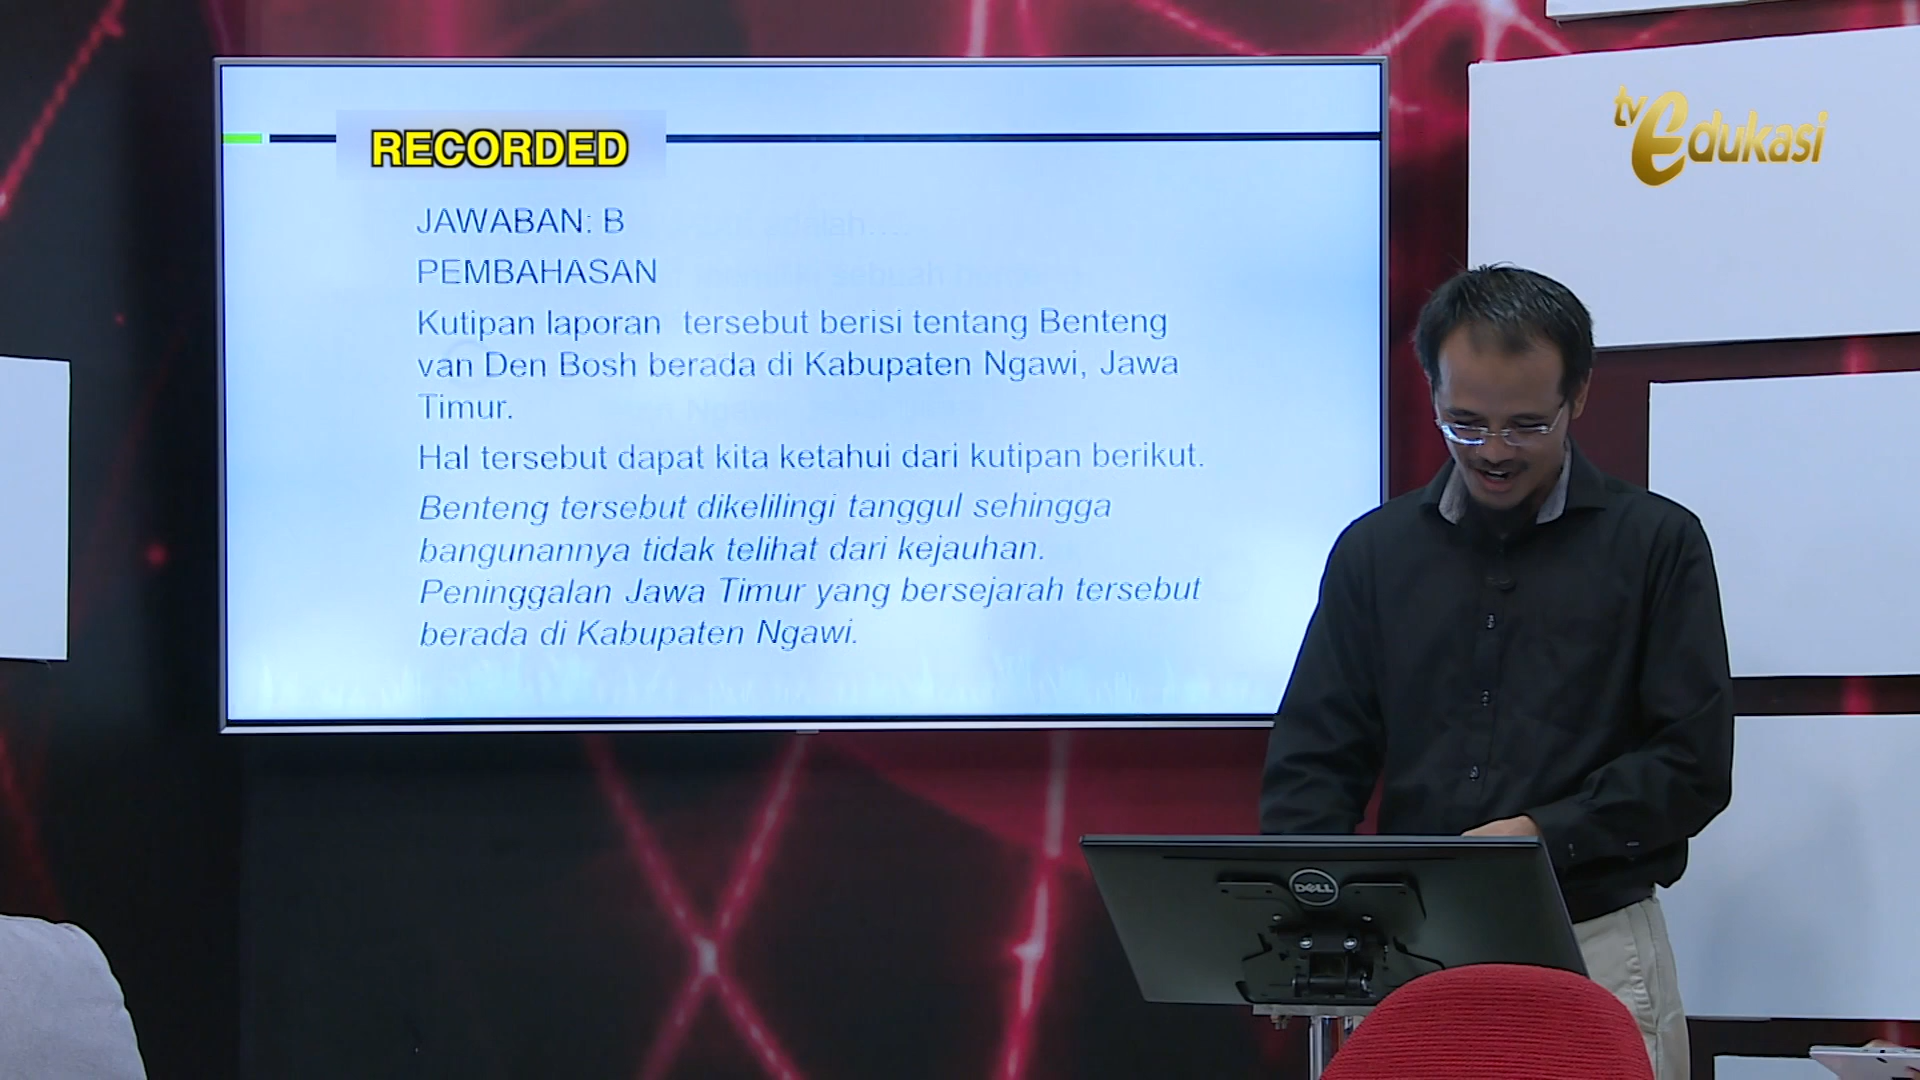 RECORDED
tv Edukasi
JAWABAN: B
PEMBAHASAN
Kutipan laporan tersebut berisi tentang Benteng
van Den Bosh berada di Kabupaten Ngawi, Jawa
Timur.
Hal tersebut dapat kita ketahui dari kutipan berikut.
Benteng tersebut dikelilingi tanggul sehingga
bangunannya tidak telihat dari kejauhan.
Peninggalan Jawa Timur yang bersejarah tersebut
berada di Kabupaten Ngawi.
DELL